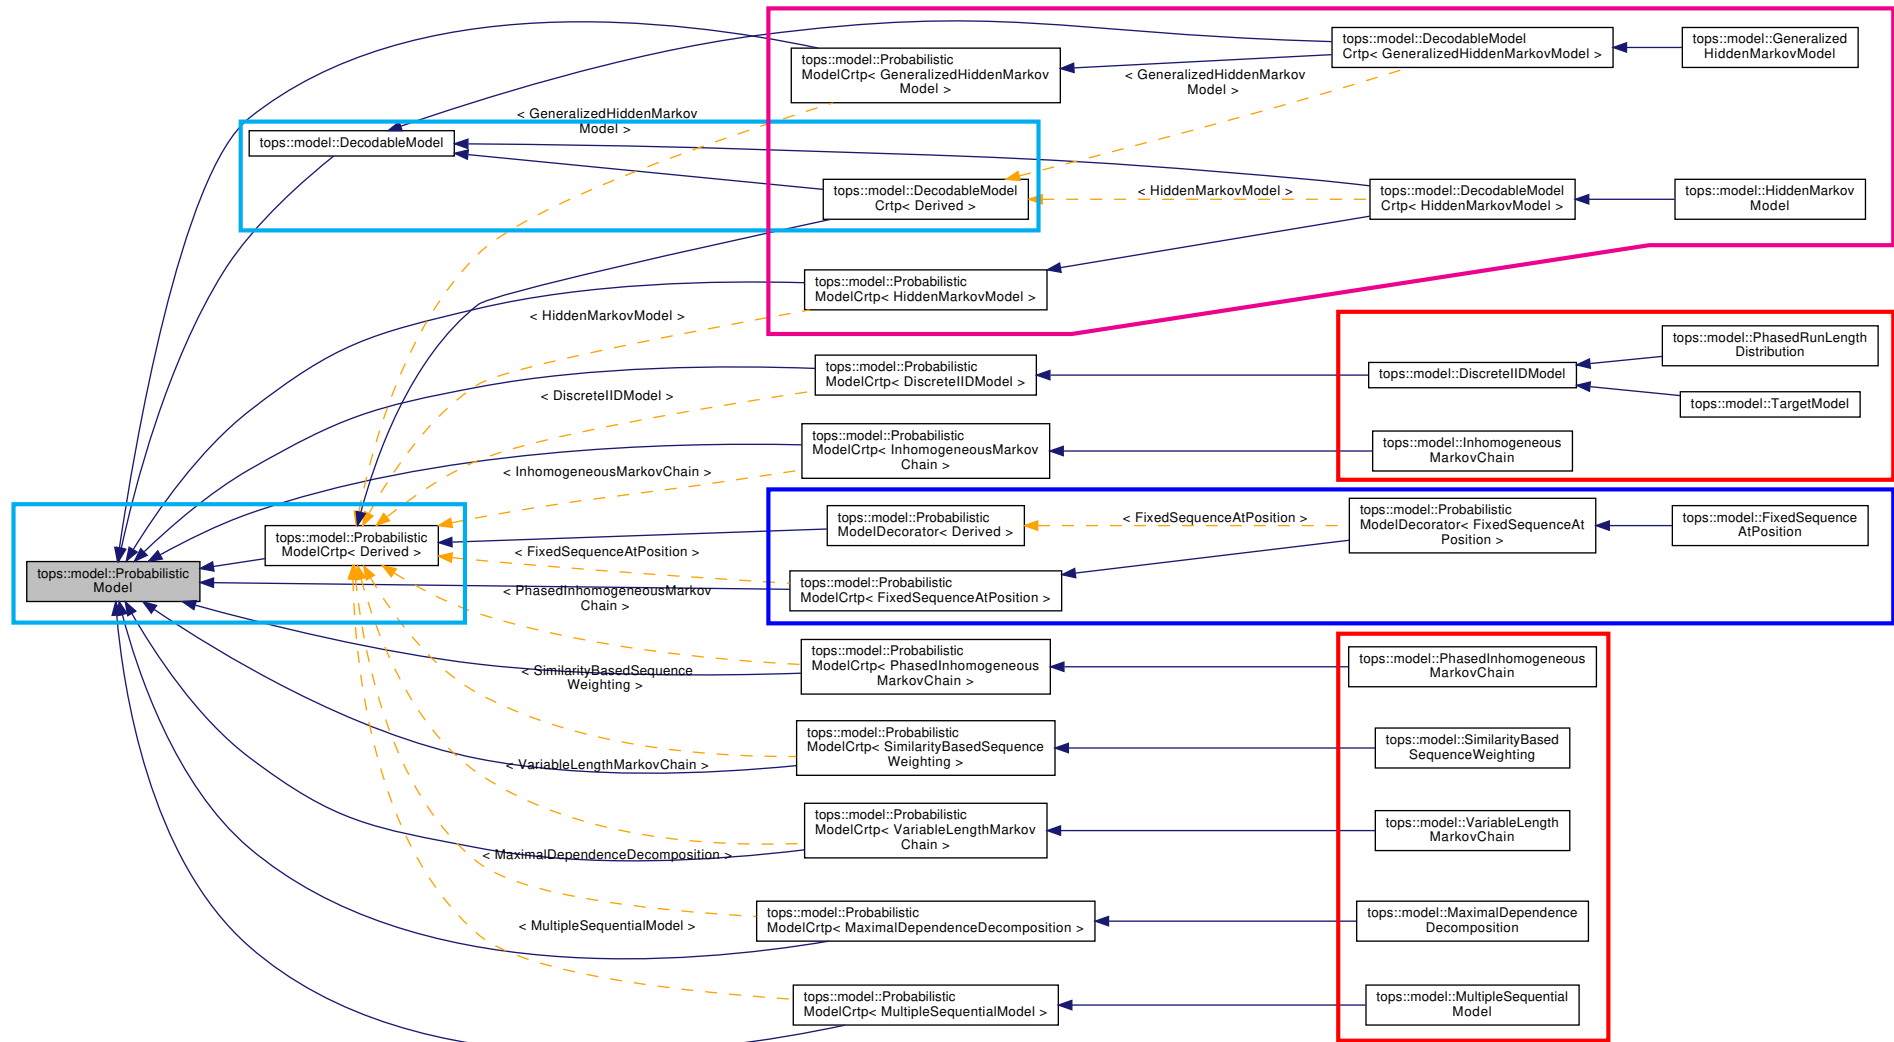 tops::model::Probabilistic
ModelCrtp< GeneralizedHiddenMarkov
Model >
tops::model::DecodableModel
Crtp< GeneralizedHiddenMarkovModel >
tops::model::Generalized
HiddenMarkovModel
< GeneralizedHiddenMarkov
Model >
< GeneralizedHiddenMarkov
Model >
tops::model::DecodableModel
tops::model::DecodableModel
Crtp< Derived >
< HiddenMarkovModel >
tops::model::DecodableModel
Crtp< HiddenMarkovModel >
tops::model::HiddenMarkov
Model
tops::model::Probabilistic
ModelCrtp< HiddenMarkovModel >
< HiddenMarkovModel >
tops::model::Probabilistic
ModelCrtp< DiscreteIIDModel >
< DiscreteIIDModel >
tops::model::DiscreteIIDModel
tops::model::PhasedRunLength
Distribution
tops::model::TargetModel
tops::model::Probabilistic
ModelCrtp< InhomogeneousMarkov
Chain >
< InhomogeneousMarkovChain >
tops::model::Inhomogeneous
MarkovChain
tops::model::Probabilistic
Model
tops::model::Probabilistic
ModelCrtp< Derived >
tops::model::Probabilistic
ModelDecorator< Derived >
< FixedSequenceAtPosition >
tops::model::Probabilistic
ModelDecorator< FixedSequenceAt
Position >
tops::model::FixedSequence
AtPosition
< FixedSequenceAtPosition >
tops::model::Probabilistic
ModelCrtp< FixedSequenceAtPosition >
< PhasedInhomogeneousMarkov
Chain >
tops::model::Probabilistic
ModelCrtp< PhasedInhomogeneous
MarkovChain >
tops::model::PhasedInhomogeneous
MarkovChain
< SimilarityBasedSequence
Weighting >
tops::model::Probabilistic
ModelCrtp< SimilarityBasedSequence
Weighting >
tops::model::SimilarityBased
SequenceWeighting
< VariableLengthMarkovChain >
tops::model::Probabilistic
ModelCrtp< VariableLengthMarkov
Chain >
tops::model::VariableLength
MarkovChain
< MaximalDependenceDecomposition >
tops::model::Probabilistic
ModelCrtp< MaximalDependenceDecomposition >
tops::model::MaximalDependence
Decomposition
< MultipleSequentialModel >
tops::model::Probabilistic
ModelCrtp< MultipleSequentialModel >
tops::model::MultipleSequential
Model